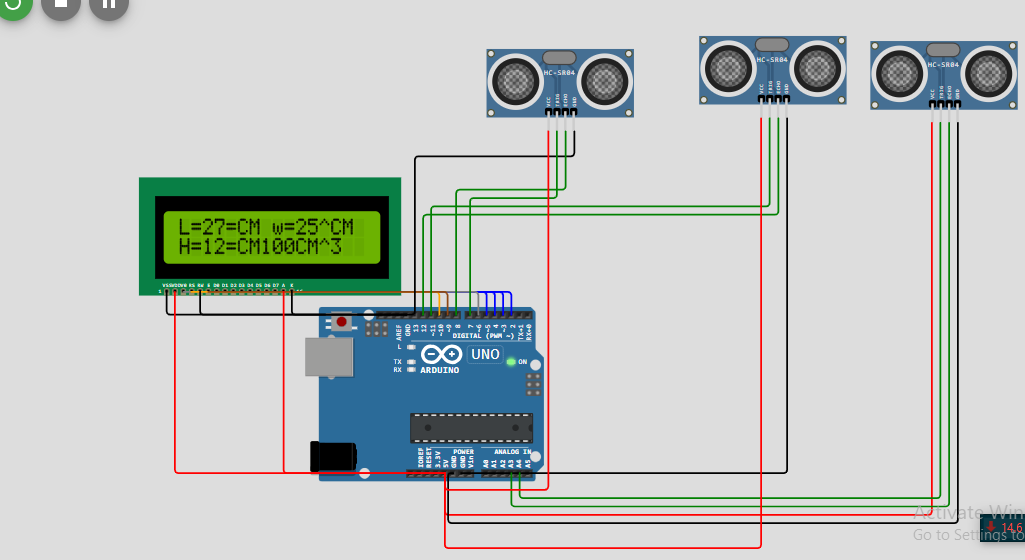 HC-SR04
VCC
TRIG
ECHO
GND
HC-SR04
VCC
TRIG
ECHO
GND
HC-SR04
VCC
TRIG
ECHO
GND
L=27=CM w=25^CM
H=12=CM100CM^3
VSS VDD V0 RS RW E D0 D1 D2 D3 D4 D5 D6 D7 A K
AREF
GND
13
12
~11
~10
~9
8
7
~6
~5
4
~3
2
TX→1
RX←0
DIGITAL (PWM ~)
L
TX
RX
UNO
ON
ARDUINO
POWER
ANALOG IN
IOREF
RESET
3.3V
5V
GND
GND
Vin
A0
A1
A2
A3
A4
A5
Activate Win
Go to Settings to
14.6